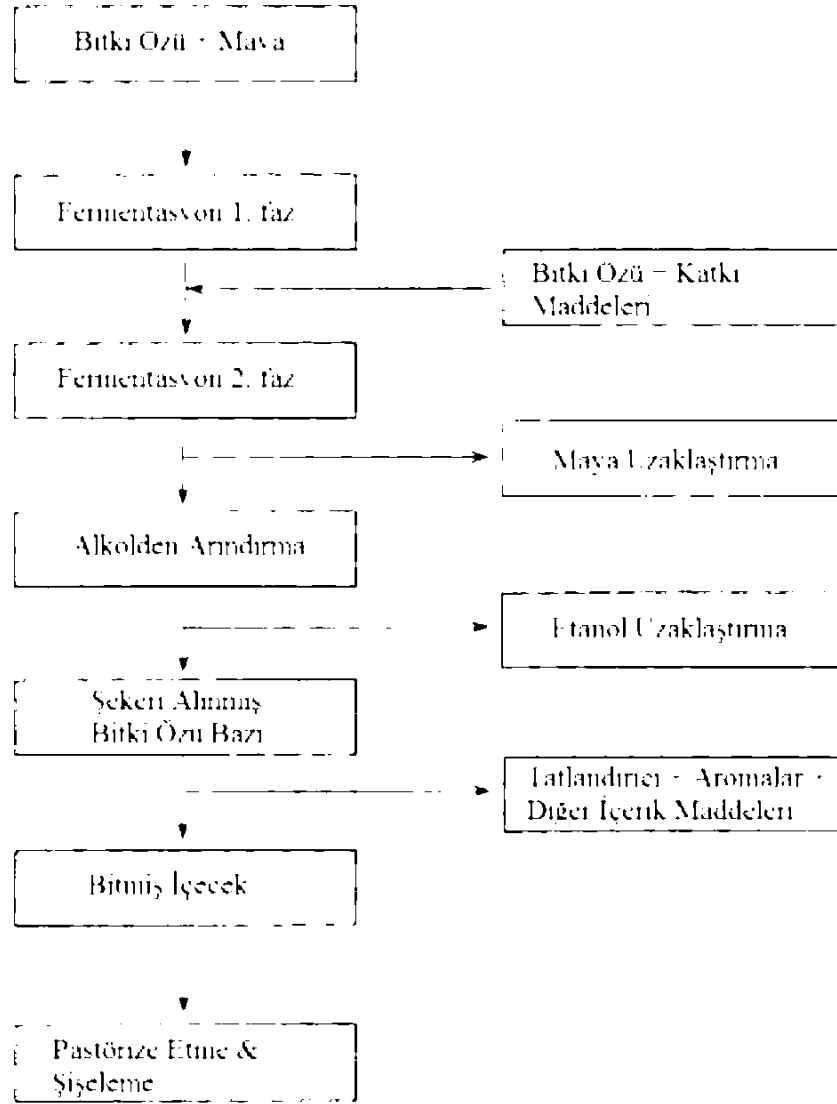 Bitki Özü + Maya
Fermentasyon 1. faz
Bitki Özü + Katkı
Maddeleri
Fermentasyon 2. faz
Maya Uzaklaştırma
Alkolden Arındırma
Etanol Uzaklaştırma
Şekeri Alınmış
Bitki Özü Bazı
Tatlandırıcı + Aromalar +
Diğer İçerik Maddeleri
Bitmiş İçecek
Pastörize Etme &
Şişeleme